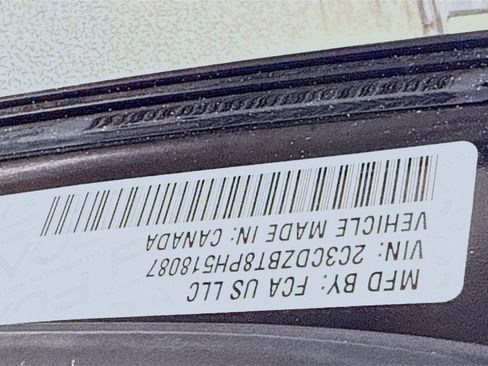 MFD BY: FCA US LLC
VIN: 2C3CDZBT8PH518087
VEHICLE MADE IN: CANADA